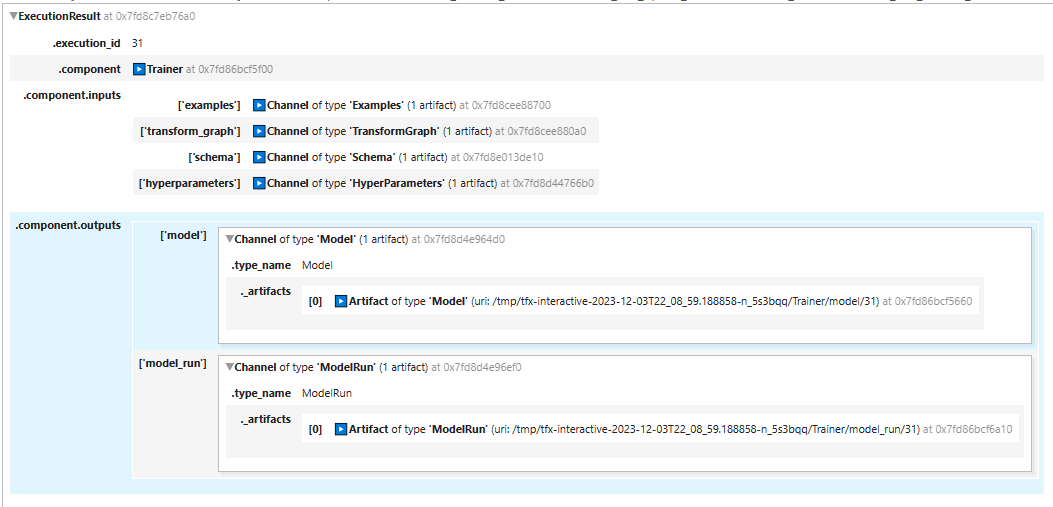 ▼ExecutionResult at 0x7fd8c7eb76a0
.execution_id 31
.component Trainer at 0x7fd86bcf5f00
.component.inputs
['examples'] Channel of type 'Examples' (1 artifact) at 0x7fd8cee88700
['transform_graph'] Channel of type 'TransformGraph' (1 artifact) at 0x7fd8cee880a0
['schema'] Channel of type 'Schema' (1 artifact) at 0x7fd8e013de10
['hyperparameters'] Channel of type 'HyperParameters' (1 artifact) at 0x7fd8d44766b0
.component.outputs
['model'] ▼Channel of type 'Model' (1 artifact) at 0x7fd8d4e964d0
.type_name Model
._artifacts
[0] Artifact of type 'Model' (uri: /tmp/tfx-interactive-2023-12-03T22_08_59.188858-n_5s3bqq/Trainer/model/31) at 0x7fd86bcf5660
['model_run'] ▼Channel of type 'ModelRun' (1 artifact) at 0x7fd8d4e96ef0
.type_name ModelRun
._artifacts
[0] Artifact of type 'ModelRun' (uri: /tmp/tfx-interactive-2023-12-03T22_08_59.188858-n_5s3bqq/Trainer/model_run/31) at 0x7fd86bcf6a10